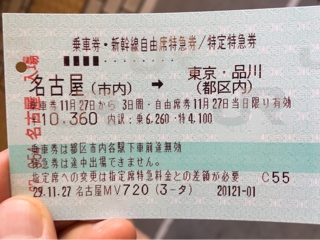 乗車券・新幹線自由席特急券/特定特急券
名古屋(市内) → 東京・品川(都区内)
乗車券11月27日から 3日間・自由席券11月27日当日限り有効
¥10,360 内訳:乗¥6,260・特¥4,100
乗車券は都区市内各駅下車前途無効
特急券は途中出場できません。
指定席への変更は指定席特急料金との差額が必要 C55
29.11.27 名古屋MV720 (3-タ) 20121-01
名古屋
入場